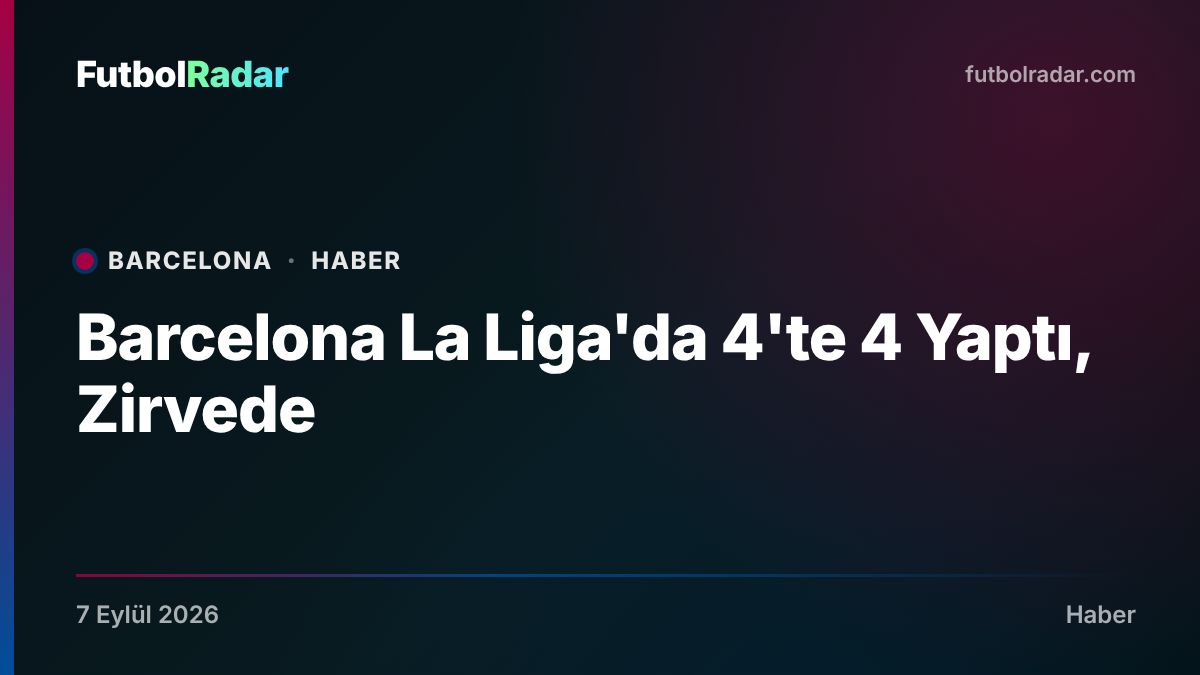 FutbolRadar
futbolradar.com
BARCELONA · HABER
Barcelona La Liga'da 4'te 4 Yaptı,
Zirvede
7 Eylül 2026
Haber